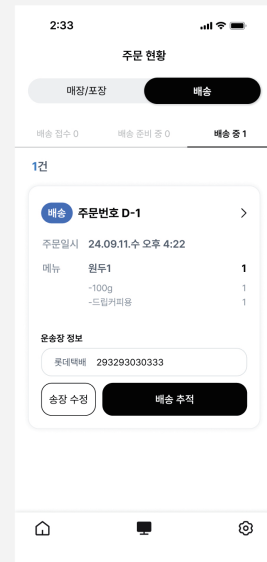 2:33
주문 현황
매장/포장 배송
배송 접수 0 배송 준비 중 0 배송 중 1
1건
배송 주문번호 D-1
주문일시 24.09.11.수 오후 4:22
메뉴 원두1 1
-100g 1
-드립커피용 1
운송장 정보
롯데택배 293293030333
송장 수정 배송 추적